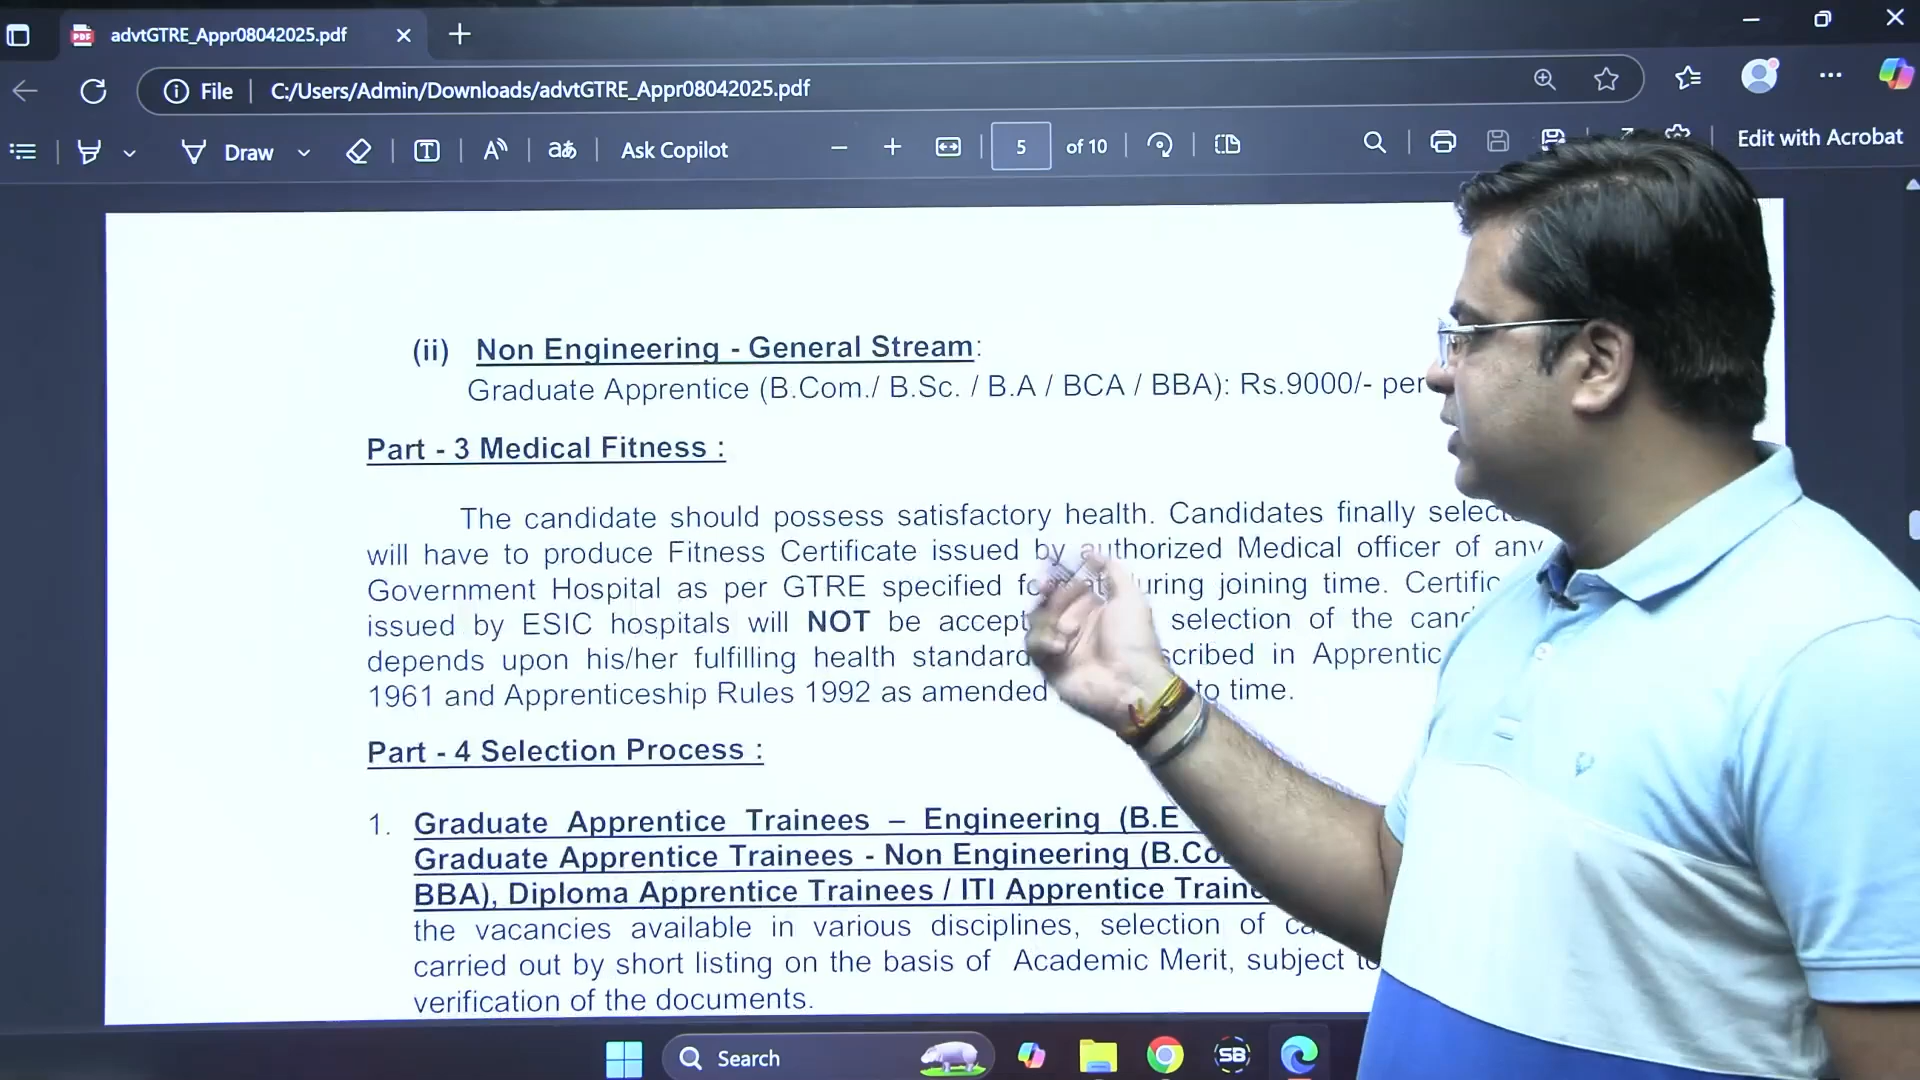 advtGTRE_Appr08042025.pdf
File C:/Users/Admin/Downloads/advtGTRE_Appr08042025.pdf
Draw Ask Copilot 5 of 10 Edit with Acrobat
(ii) Non Engineering - General Stream:
Graduate Apprentice (B.Com./ B.Sc. / B.A / BCA / BBA): Rs.9000/- per
Part - 3 Medical Fitness :
The candidate should possess satisfactory health. Candidates finally
will have to produce Fitness Certificate issued by authorized Medical officer of any
Government Hospital as per GTRE specified during joining time.
issued by ESIC hospitals will NOT be selection of the
depends upon his/her fulfilling health in
1961 and Apprenticeship Rules 1992 as amended to time.
Part - 4 Selection Process :
1. Graduate Apprentice Trainees – Engineering (B.E
Graduate Apprentice Trainees - Non Engineering
BBA), Diploma Apprentice Trainees / ITI Apprentice
the vacancies available in various disciplines, selection of
carried out by short listing on the basis of Academic Merit, subject to
verification of the documents.
Search SB